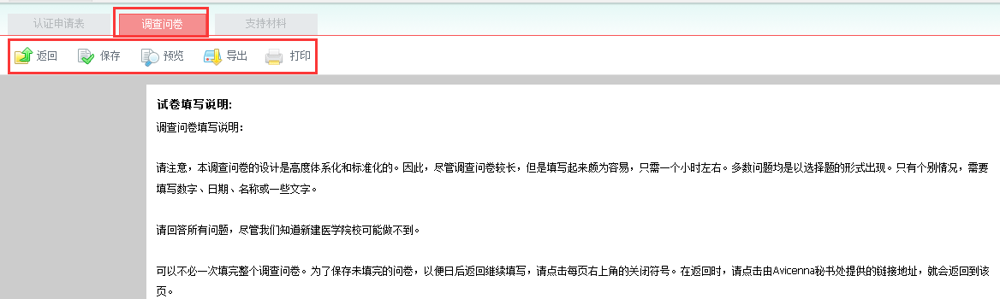 认证申请表 调查问卷 支持材料
返回 保存 预览 导出 打印
试卷填写说明:
调查问卷填写说明:
请注意，本调查问卷的设计是高度体系化和标准化的。因此，尽管调查问卷较长，但是填写起来颇为容易，只需一个小时左右。多数问题均是以选择题的形式出现。只有个别情况，需要
填写数字、日期、名称或一些文字。
请回答所有问题，尽管我们知道新建医学院校可能做不到。
可以不必一次填完整个调查问卷。为了保存未填完的问卷，以便日后返回继续填写，请点击每页右上角的关闭符号。在返回时，请点击由Avicenna秘书处提供的链接地址，就会返回到该
页。